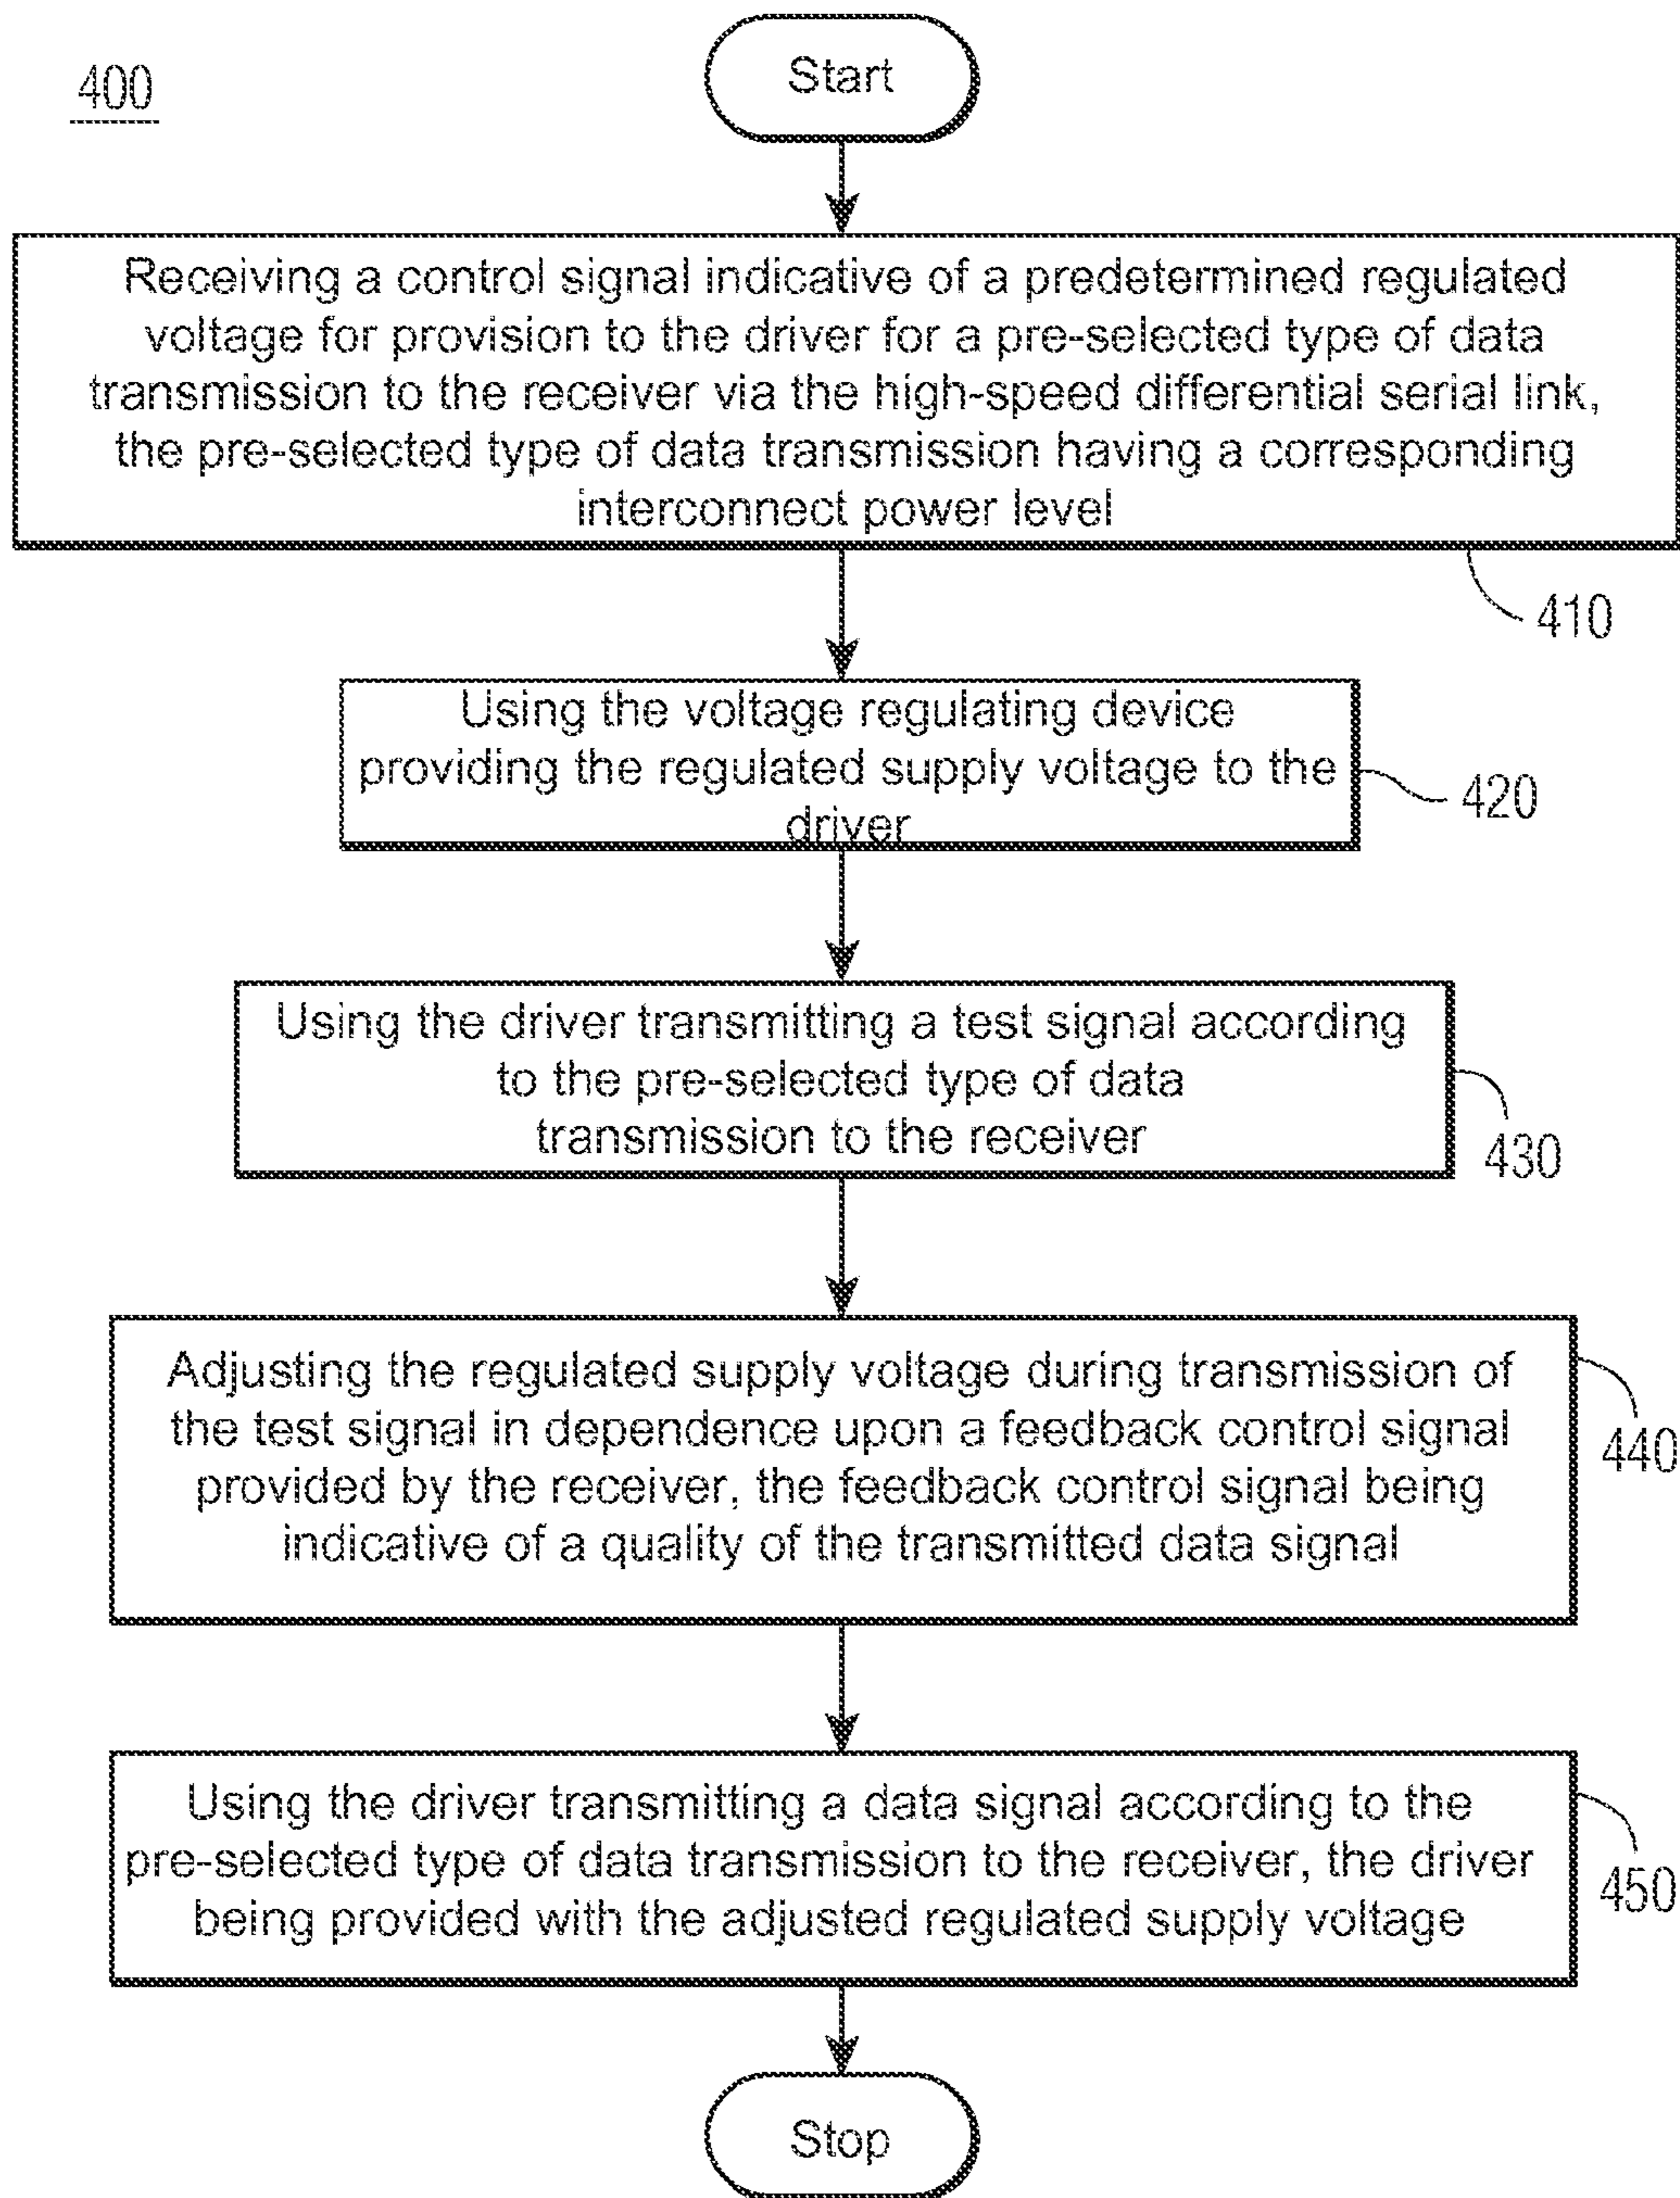 400
Start
Receiving a control signal indicative of a predetermined regulated
voltage for provision to the driver for a pre-selected type of data
transmission to the receiver via the high-speed differential serial link,
the pre-selected type of data transmission having a corresponding
interconnect power level
410
Using the voltage regulating device
providing the regulated supply voltage to the
driver
420
Using the driver transmitting a test signal according
to the pre-selected type of data
transmission to the receiver
430
Adjusting the regulated supply voltage during transmission of
the test signal in dependence upon a feedback control signal
provided by the receiver, the feedback control signal being
indicative of a quality of the transmitted data signal
440
Using the driver transmitting a data signal according to the
pre-selected type of data transmission to the receiver, the driver
being provided with the adjusted regulated supply voltage
450
Stop